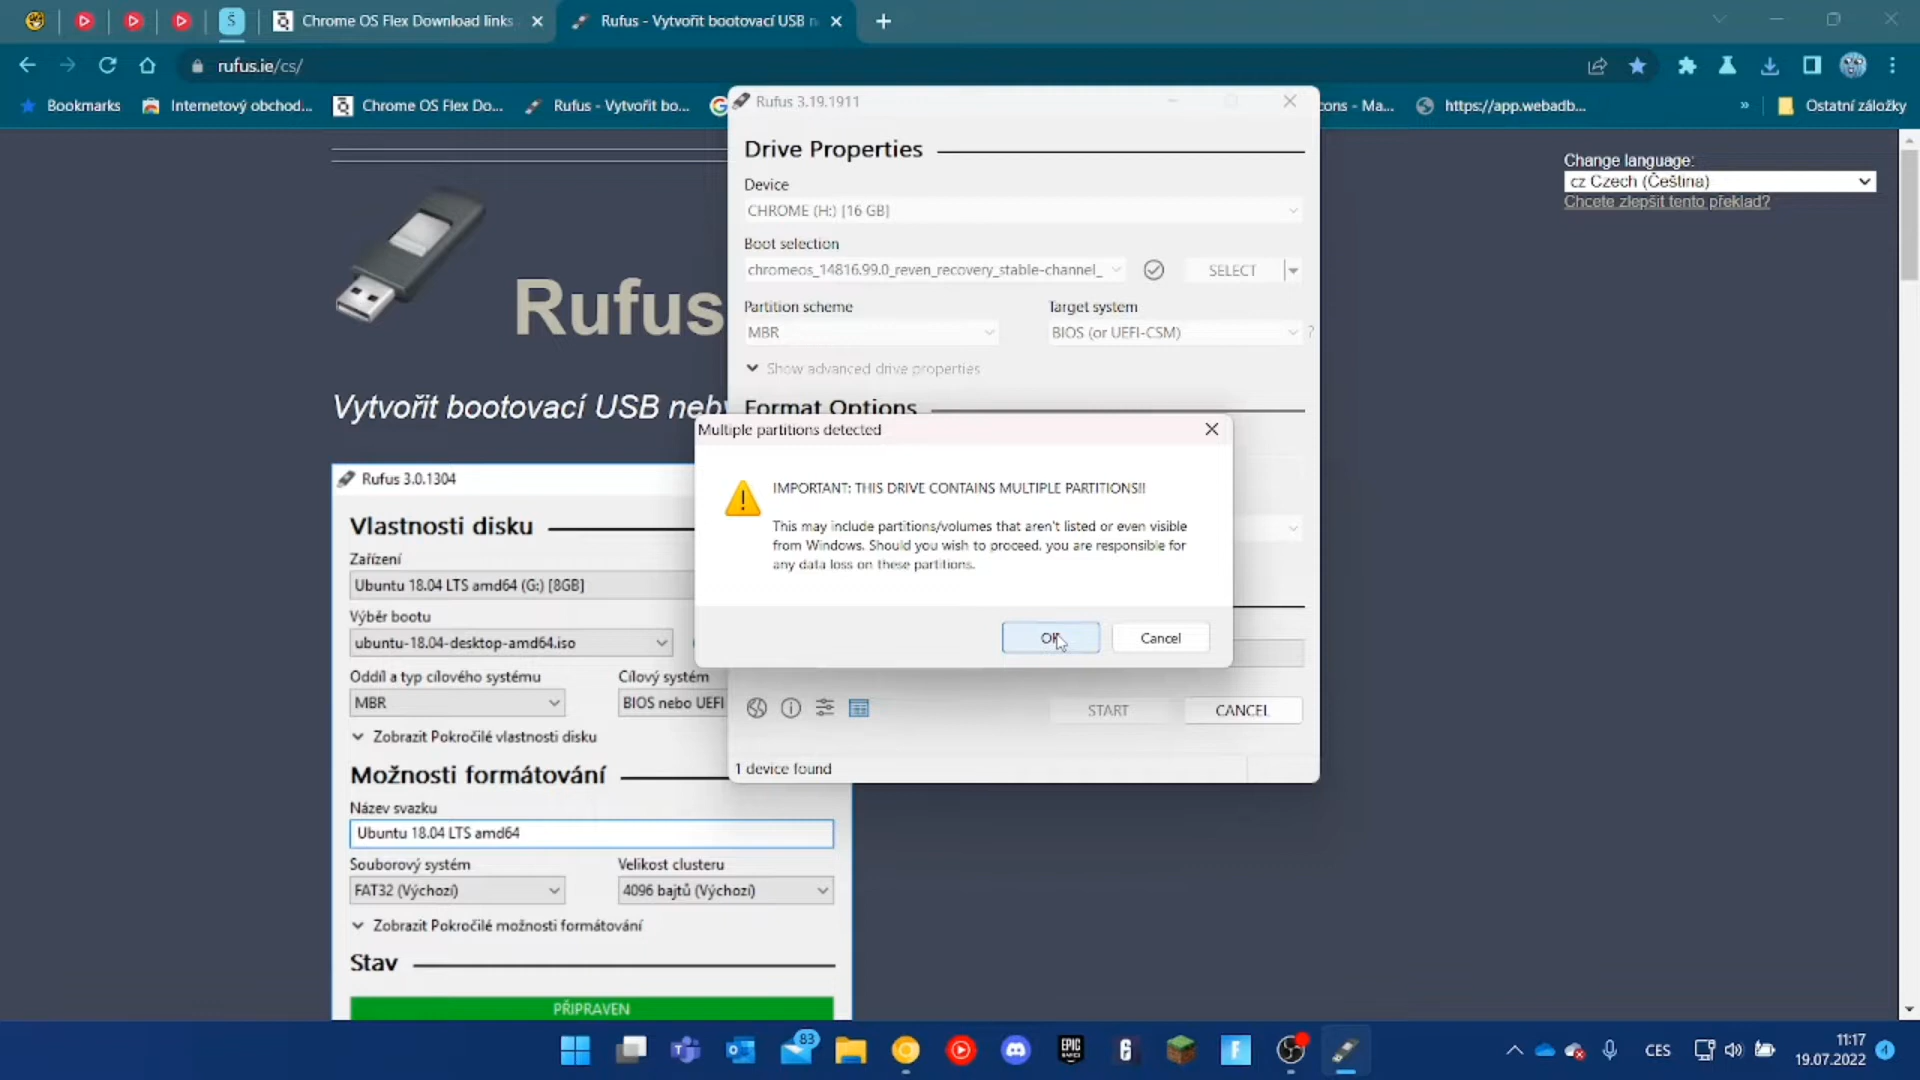 Š
Chrome OS Flex Download links
Rufus - Vytvořit bootovací USB n
rufus.ie/cs/
Bookmarks
Internetový obchod...
Chrome OS Flex Do...
Rufus - Vytvořit bo...
cons - Ma...
https://app.webadb...
»
Ostatní záložky
Change language:
cz Czech (Čeština)
Chcete zlepšit tento překlad?
Rufus
Vytvořit bootovací USB neb
Rufus 3.19.1911
Drive Properties
Device
CHROME (H:) [16 GB]
Boot selection
chromeos_14816.99.0_reven_recovery_stable-channel_
SELECT
Partition scheme
Target system
MBR
BIOS (or UEFI-CSM)
?
Show advanced drive properties
Format Options
Multiple partitions detected
IMPORTANT: THIS DRIVE CONTAINS MULTIPLE PARTITIONS!!
This may include partitions/volumes that aren't listed or even visible
from Windows. Should you wish to proceed, you are responsible for
any data loss on these partitions.
OK
Cancel
START
CANCEL
1 device found
Rufus 3.0.1304
Vlastnosti disku
Zařízení
Ubuntu 18.04 LTS amd64 (G:) [8GB]
Výběr bootu
ubuntu-18.04-desktop-amd64.iso
Oddíl a typ cílového systému
Cílový systém
MBR
BIOS nebo UEFI
Zobrazit Pokročilé vlastnosti disku
Možnosti formátování
Název svazku
Ubuntu 18.04 LTS amd64
Souborový systém
Velikost clusteru
FAT32 (Výchozí)
4096 bajtů (Výchozí)
Zobrazit Pokročilé možnosti formátování
Stav
PŘIPRAVEN
83
EPIC
GAMES
6
F
CES
11:17
19.07.2022
4